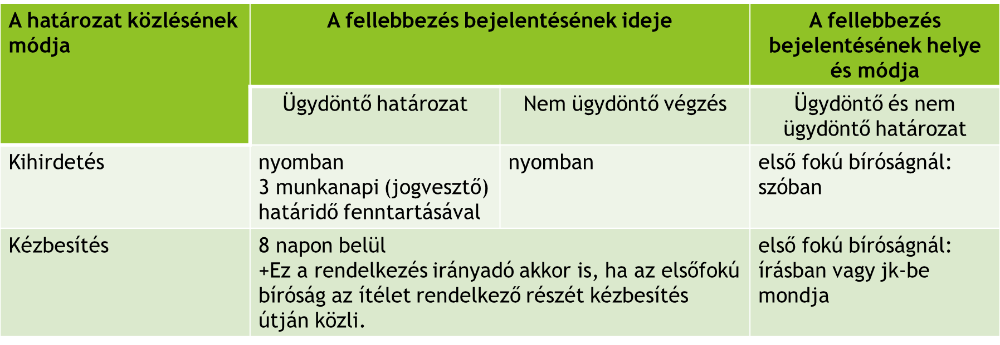 A határozat közlésének
módja
A fellebbezés bejelentésének ideje
A fellebbezés
bejelentésének helye
és módja
Ügydöntő határozat
Nem ügydöntő végzés
Ügydöntő és nem
ügydöntő határozat
Kihirdetés
nyomban
3 munkanapi (jogvesztő)
határidő fenntartásával
nyomban
első fokú bíróságnál:
szóban
Kézbesítés
8 napon belül
+Ez a rendelkezés irányadó akkor is, ha az elsőfokú
bíróság az ítélet rendelkező részét kézbesítés
útján közli.
első fokú bíróságnál:
írásban vagy jk-be
mondja